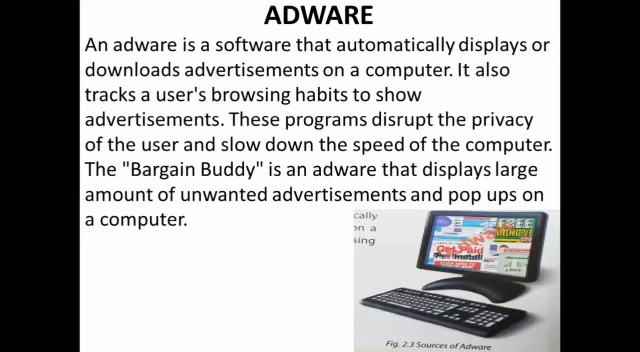 ADWARE
An adware is a software that automatically displays or
downloads advertisements on a computer. It also
tracks a user's browsing habits to show
advertisements. These programs disrupt the privacy
of the user and slow down the speed of the computer.
The "Bargain Buddy" is an adware that displays large
amount of unwanted advertisements and pop ups on
a computer.
cally
on a
sing
FREE
Get Paid
Fig. 2.3 Sources of Adware